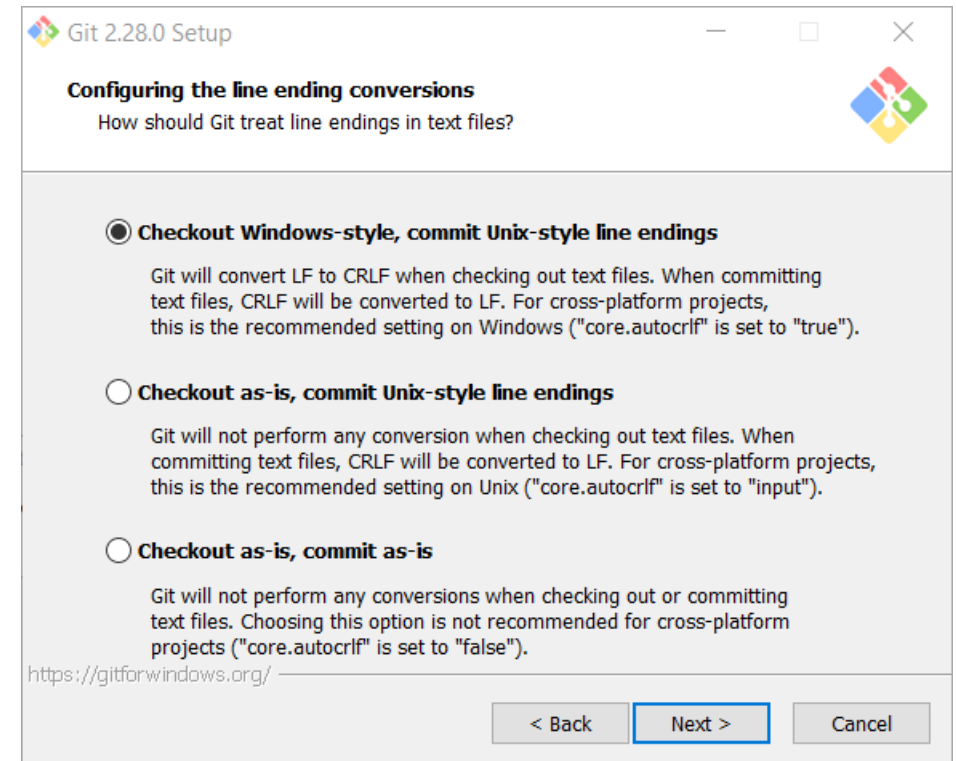 Git 2.28.0 Setup
Configuring the line ending conversions
How should Git treat line endings in text files?
Checkout Windows-style, commit Unix-style line endings
Git will convert LF to CRLF when checking out text files. When committing
text files, CRLF will be converted to LF. For cross-platform projects,
this is the recommended setting on Windows ("core.autocrlf" is set to "true").
Checkout as-is, commit Unix-style line endings
Git will not perform any conversion when checking out text files. When
committing text files, CRLF will be converted to LF. For cross-platform projects,
this is the recommended setting on Unix ("core.autocrlf" is set to "input").
Checkout as-is, commit as-is
Git will not perform any conversions when checking out or committing
text files. Choosing this option is not recommended for cross-platform
projects ("core.autocrlf" is set to "false").
https://gitforwindows.org/
< Back Next > Cancel